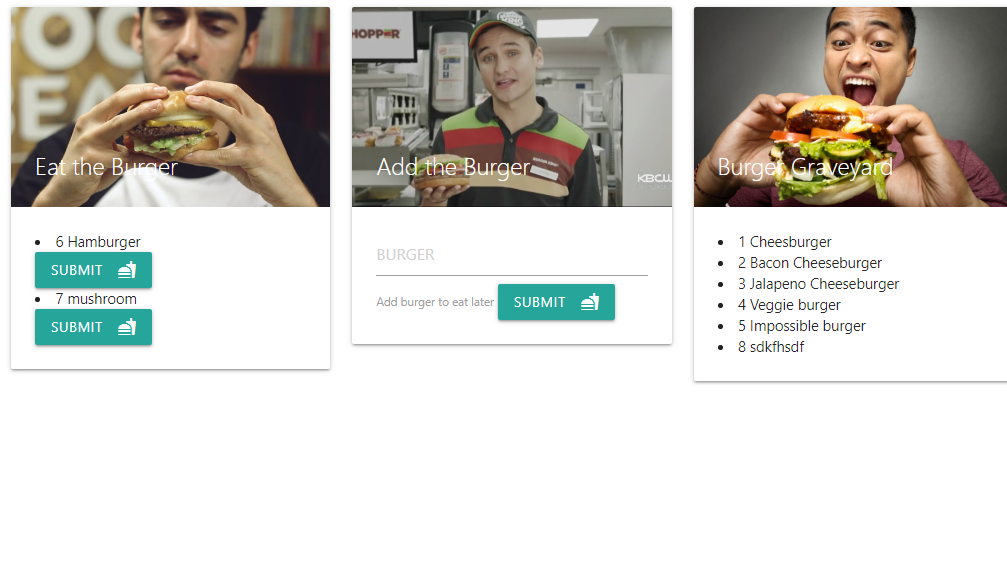 Eat the Burger
6 Hamburger
SUBMIT
7 mushroom
SUBMIT
HOPPER
KBCW
Add the Burger
BURGER
Add burger to eat later SUBMIT
Burger Graveyard
1 Cheesburger
2 Bacon Cheeseburger
3 Jalapeno Cheeseburger
4 Veggie burger
5 Impossible burger
8 sdkfhsdf